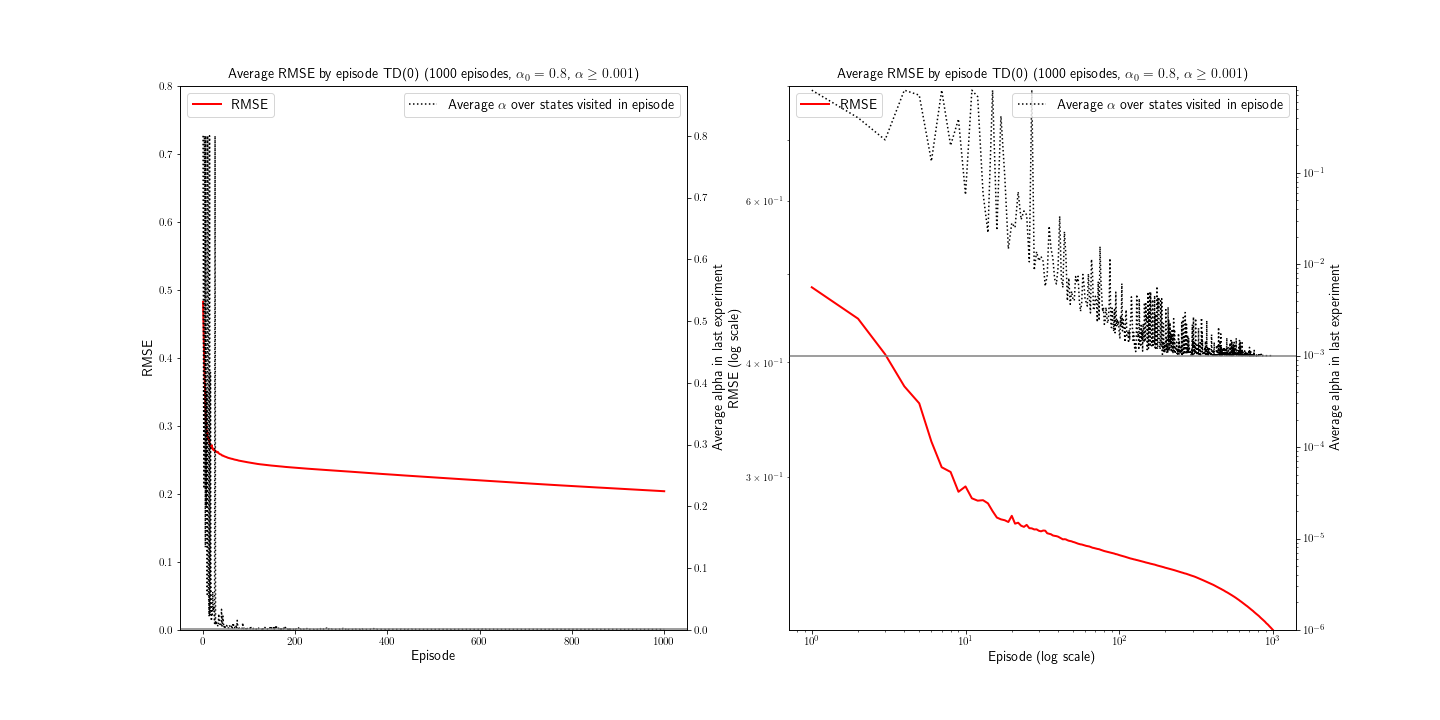 Average RMSE by episode TD(0) (1000 episodes, α₀ = 0.8, α ≥ 0.001)
RMSE
Average α over states visited in episode
0.8
0.7
0.6
0.5
0.4
0.3
0.2
0.1
0.0
RMSE
0.8
0.7
0.6
0.5
0.4
0.3
0.2
0.1
0.0
Average alpha in last experiment
0
200
400
600
800
1000
Episode
Average RMSE by episode TD(0) (1000 episodes, α₀ = 0.8, α ≥ 0.001)
RMSE
Average α over states visited in episode
6 × 10⁻¹
4 × 10⁻¹
3 × 10⁻¹
RMSE (log scale)
10⁻¹
10⁻²
10⁻³
10⁻⁴
10⁻⁵
10⁻⁶
Average alpha in last experiment
10⁰
10¹
10²
10³
Episode (log scale)